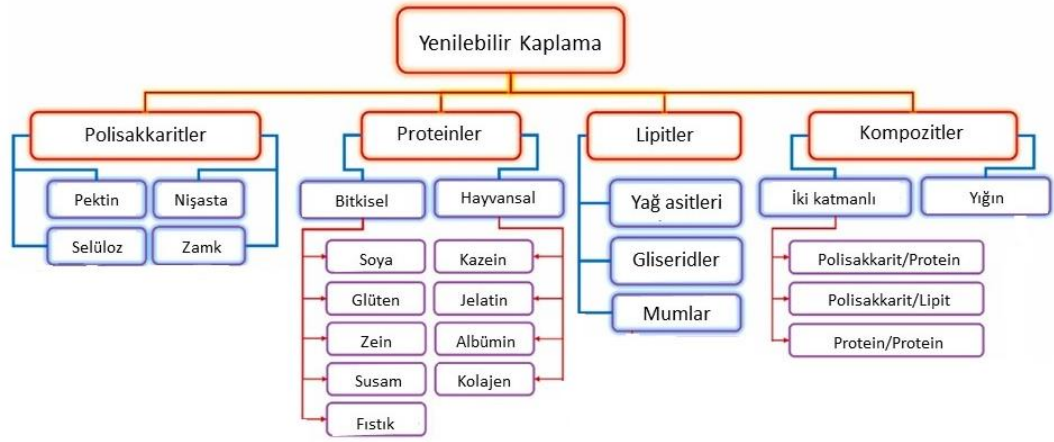 Yenilebilir Kaplama
Polisakkaritler
Proteinler
Lipitler
Kompozitler
Pektin
Nişasta
Selüloz
Zamk
Bitkisel
Hayvansal
Soya
Kazein
Glüten
Jelatin
Zein
Albümin
Susam
Kolajen
Fıstık
Yağ asitleri
Gliseridler
Mumlar
İki katmanlı
Yığın
Polisakkarit/Protein
Polisakkarit/Lipit
Protein/Protein